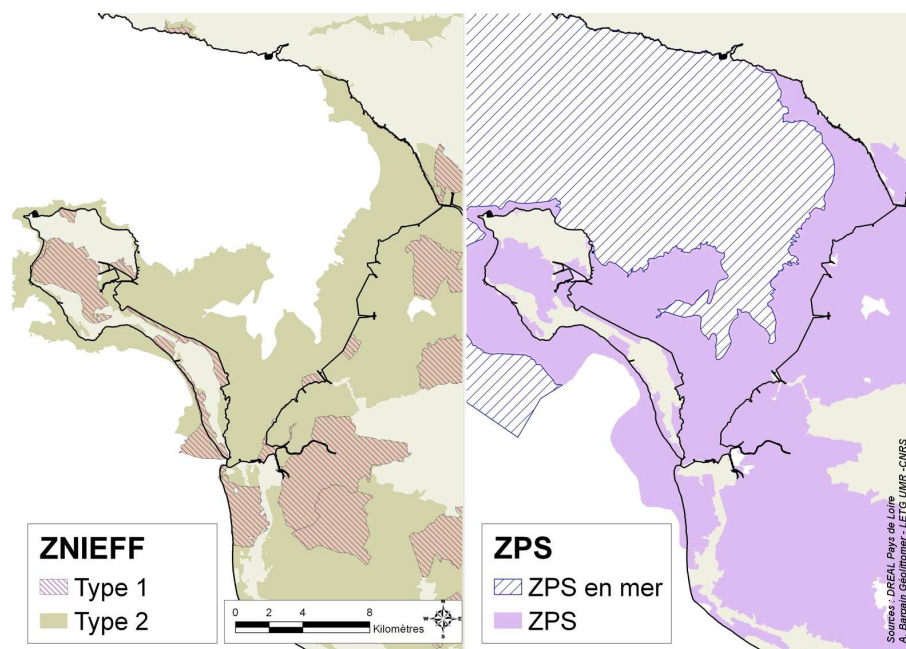 ZNIEFF
Type 1
Type 2
0 2 4 8
Kilomètres
N
W E
S
ZPS
ZPS en mer
ZPS
Sources : DREAL Pays de Loire
A. Bargain Géolittomer - LETG UMR -CNRS